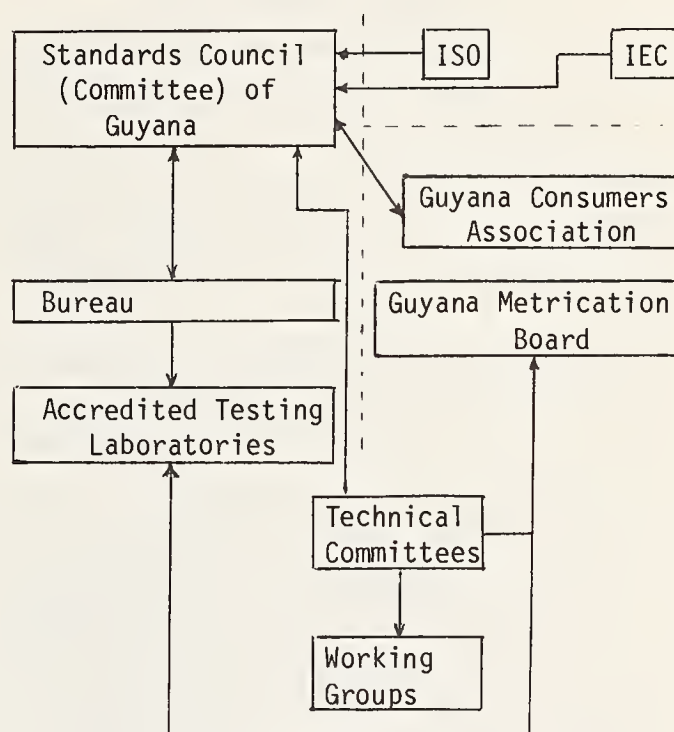 Standards Council
(Committee) of
Guyana
ISO
IEC
Guyana Consumers
Association
Bureau
Guyana Metrication
Board
Accredited Testing
Laboratories
Technical
Committees
Working
Groups